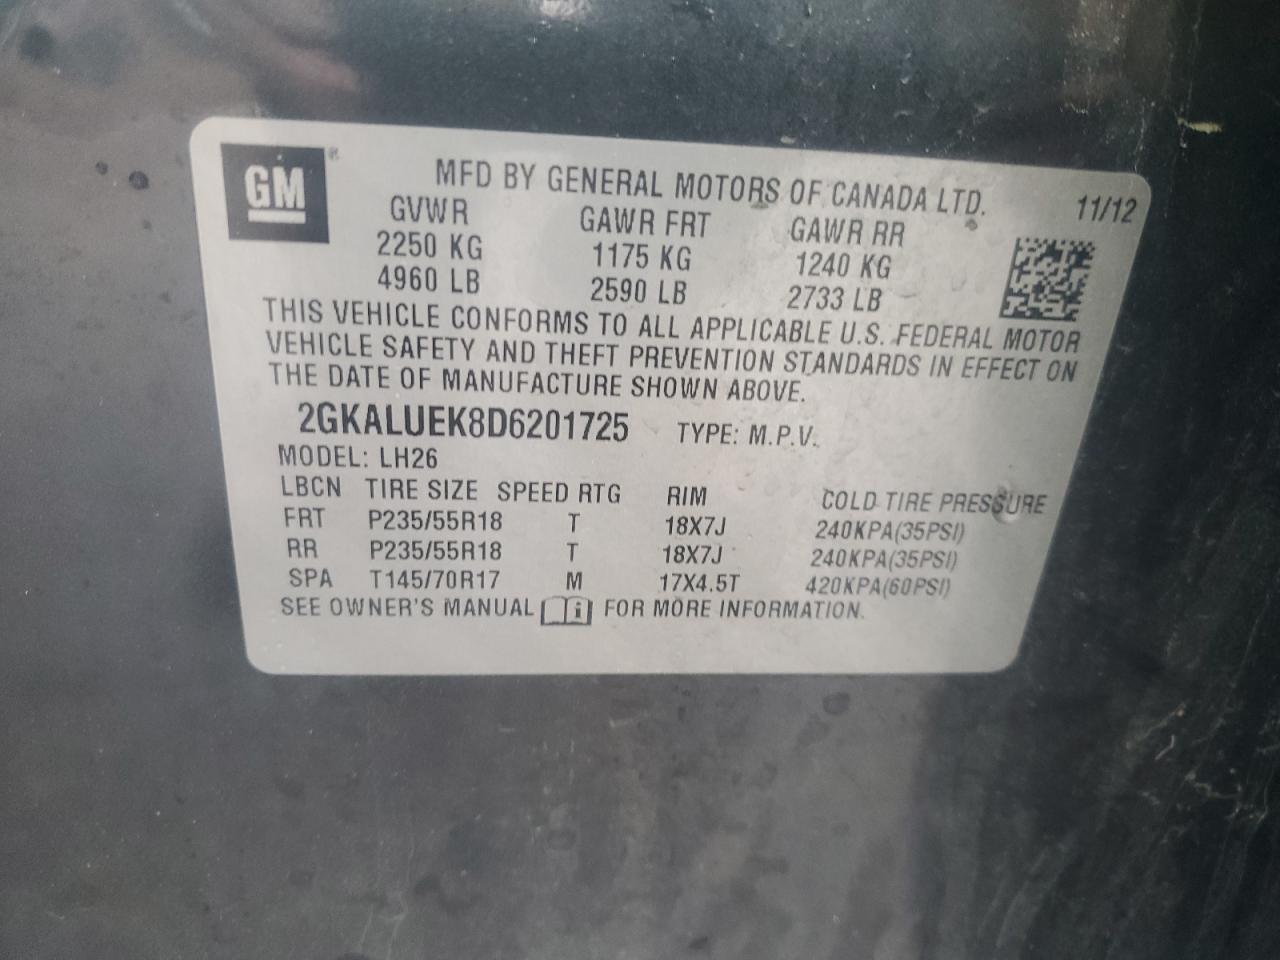 GM®
MFD BY GENERAL MOTORS OF CANADA LTD. 11/12
GVWR GAWR FRT GAWR RR
2250 KG 1175 KG 1240 KG
4960 LB 2590 LB 2733 LB
THIS VEHICLE CONFORMS TO ALL APPLICABLE U.S. FEDERAL MOTOR
VEHICLE SAFETY AND THEFT PREVENTION STANDARDS IN EFFECT ON
THE DATE OF MANUFACTURE SHOWN ABOVE.
2GKALUEK8D6201725 TYPE: M.P.V.
MODEL: LH26
LBCN TIRE SIZE SPEED RTG RIM COLD TIRE PRESSURE
FRT P235/55R18 T 18X7J 240KPA(35PSI)
RR P235/55R18 T 18X7J 240KPA(35PSI)
SPA T145/70R17 M 17X4.5T 420KPA(60PSI)
SEE OWNER'S MANUAL i FOR MORE INFORMATION.